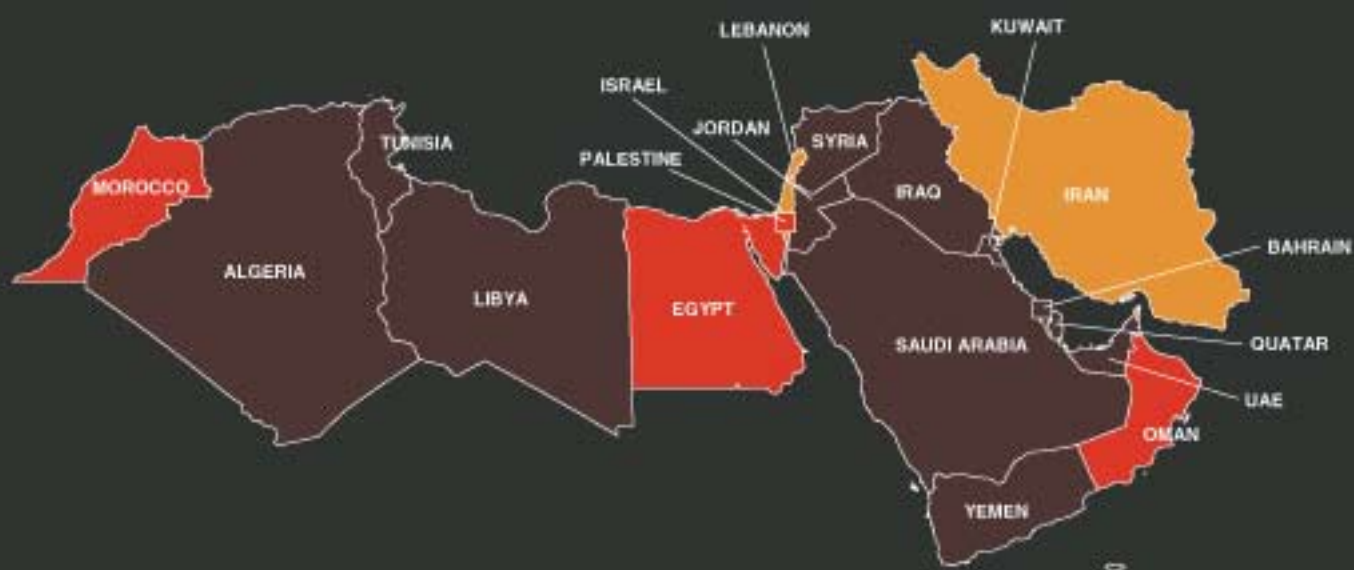 LEBANON
KUWAIT
ISRAEL
JORDAN
SYRIA
TUNISIA
PALESTINE
MOROCCO
IRAQ
IRAN
BAHRAIN
ALGERIA
LIBYA
EGYPT
SAUDI ARABIA
QUATAR
UAE
OMAN
YEMEN